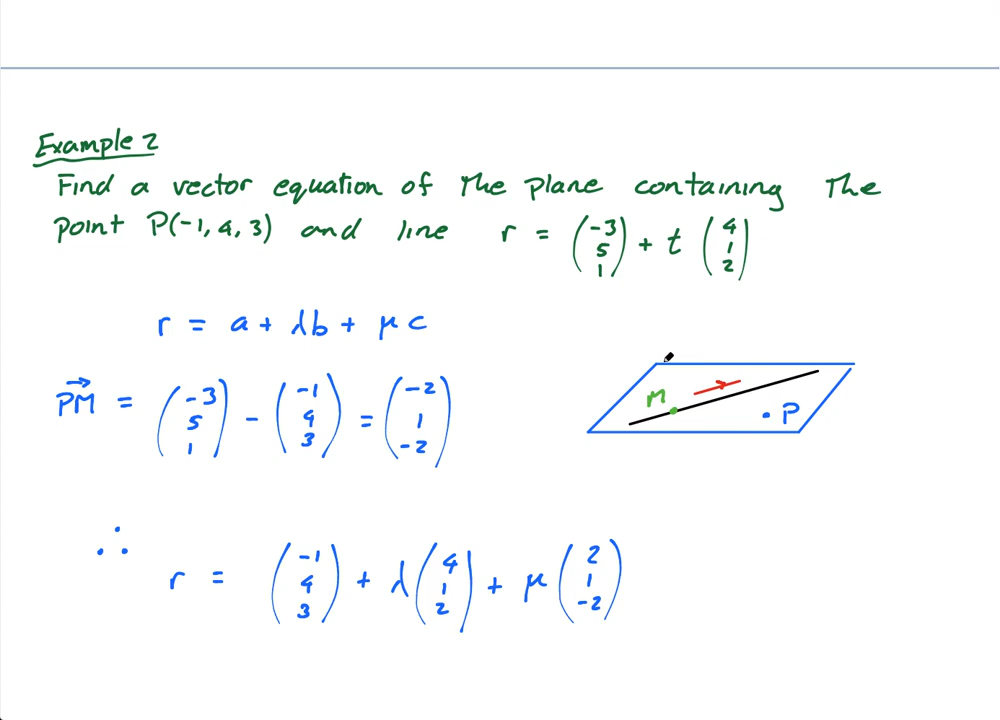 Example 2
Find a vector equation of the plane containing the
point P(-1, 4, 3) and line r = (-3 5 1) + t (4 1 2)
r = a + λb + μc
PM = (-3 5 1) - (-1 4 3) = (-2 1 -2)
M
P
∴
r = (-1 4 3) + λ (4 1 2) + μ (2 1 -2)